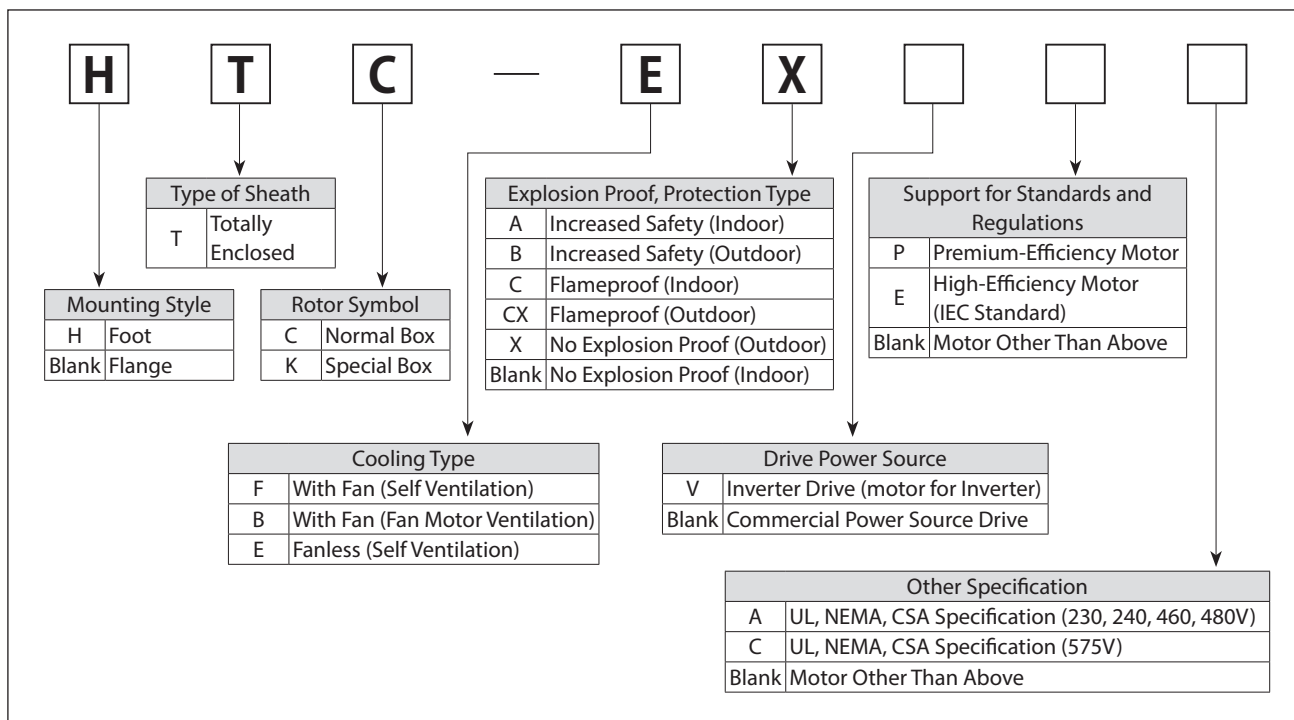 H T C — E X
Type of Sheath
T Totally
Enclosed
Mounting Style
H Foot
Blank Flange
Rotor Symbol
C Normal Box
K Special Box
Explosion Proof, Protection Type
A Increased Safety (Indoor)
B Increased Safety (Outdoor)
C Flameproof (Indoor)
CX Flameproof (Outdoor)
X No Explosion Proof (Outdoor)
Blank No Explosion Proof (Indoor)
Support for Standards and
Regulations
P Premium-Efficiency Motor
E High-Efficiency Motor
(IEC Standard)
Blank Motor Other Than Above
Cooling Type
F With Fan (Self Ventilation)
B With Fan (Fan Motor Ventilation)
E Fanless (Self Ventilation)
Drive Power Source
V Inverter Drive (motor for Inverter)
Blank Commercial Power Source Drive
Other Specification
A UL, NEMA, CSA Specification (230, 240, 460, 480V)
C UL, NEMA, CSA Specification (575V)
Blank Motor Other Than Above